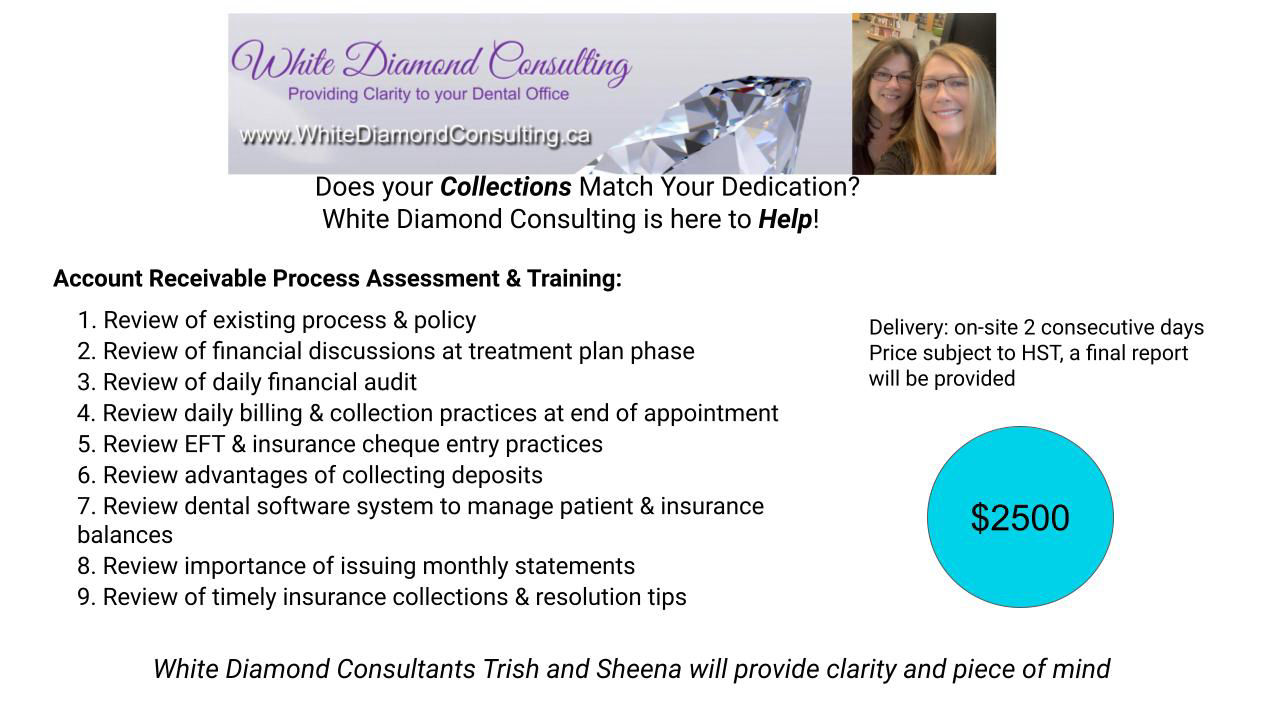 White Diamond Consulting
Providing Clarity to your Dental Office
www.WhiteDiamondConsulting.ca
Does your Collections Match Your Dedication?
White Diamond Consulting is here to Help!
Account Receivable Process Assessment & Training:
1. Review of existing process & policy
2. Review of financial discussions at treatment plan phase
3. Review of daily financial audit
4. Review daily billing & collection practices at end of appointment
5. Review EFT & insurance cheque entry practices
6. Review advantages of collecting deposits
7. Review dental software system to manage patient & insurance
balances
8. Review importance of issuing monthly statements
9. Review of timely insurance collections & resolution tips
Delivery: on-site 2 consecutive days
Price subject to HST, a final report
will be provided
$2500
White Diamond Consultants Trish and Sheena will provide clarity and piece of mind